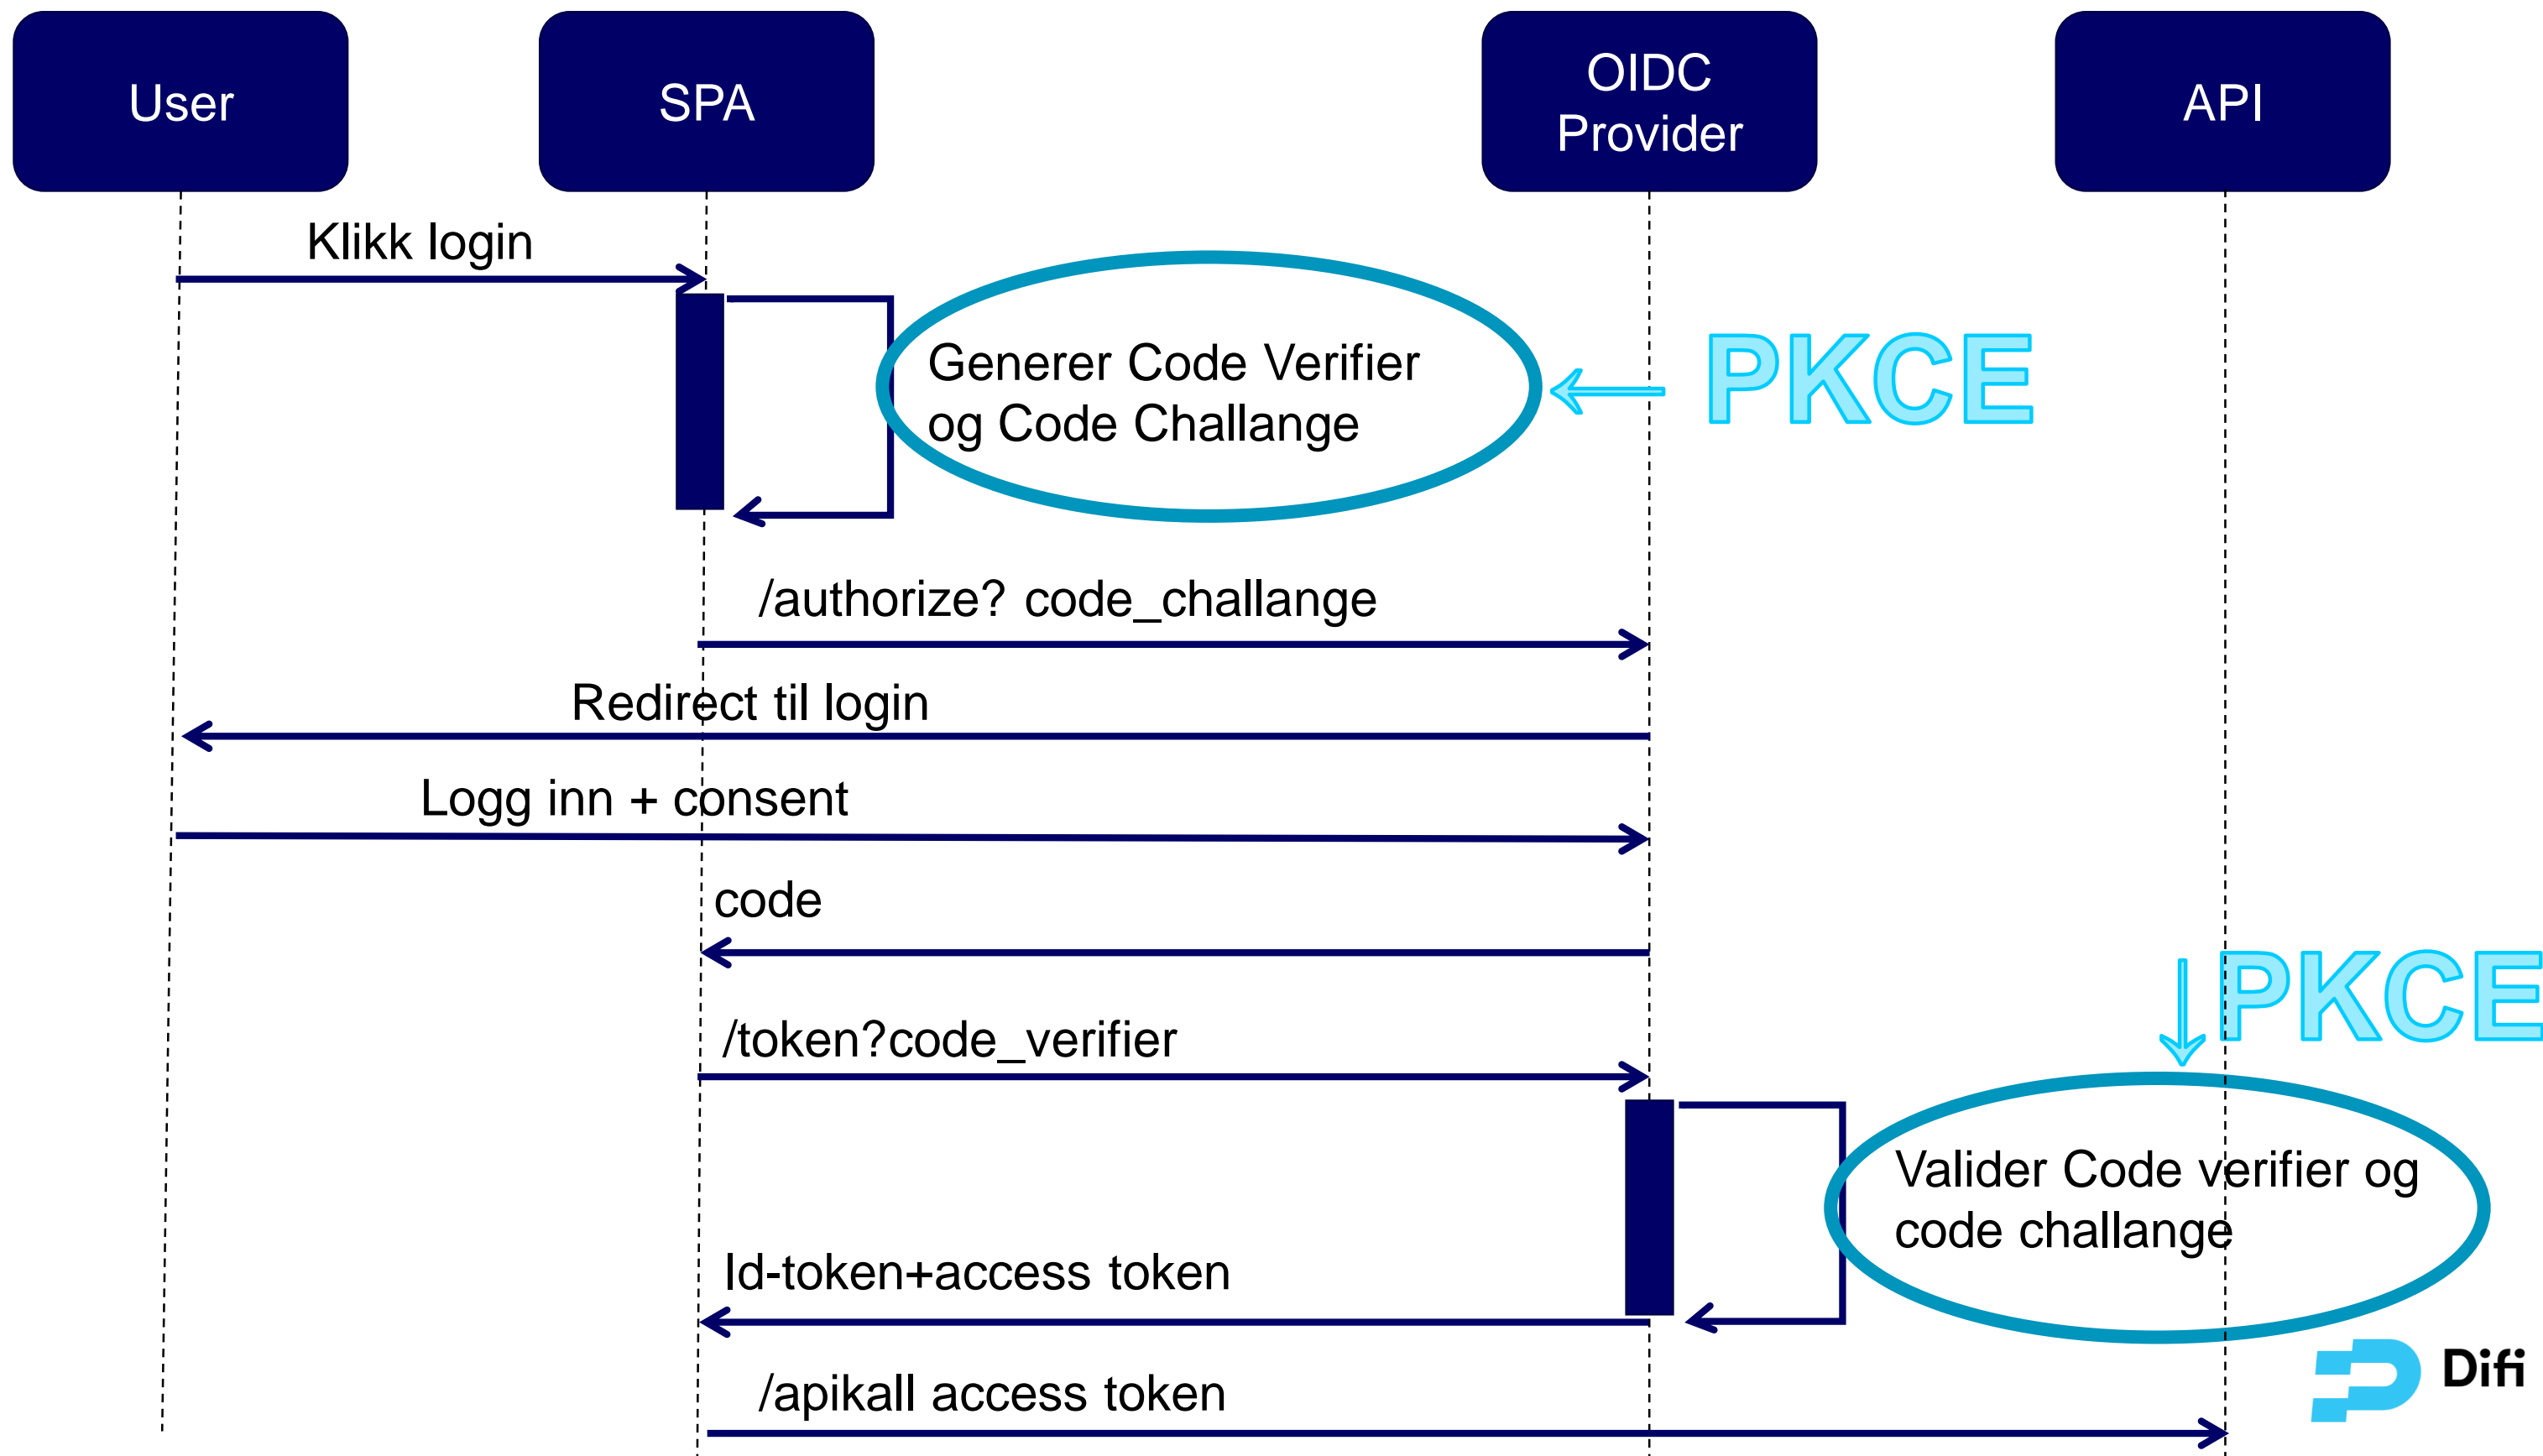 User
SPA
OIDC
Provider
API
Klikk login
Generer Code Verifier
og Code Challange
PKCE
/authorize? code_challange
Redirect til login
Logg inn + consent
code
PKCE
/token?code_verifier
Valider Code verifier og
code challange
Id-token+access token
Difi
/apikall access token